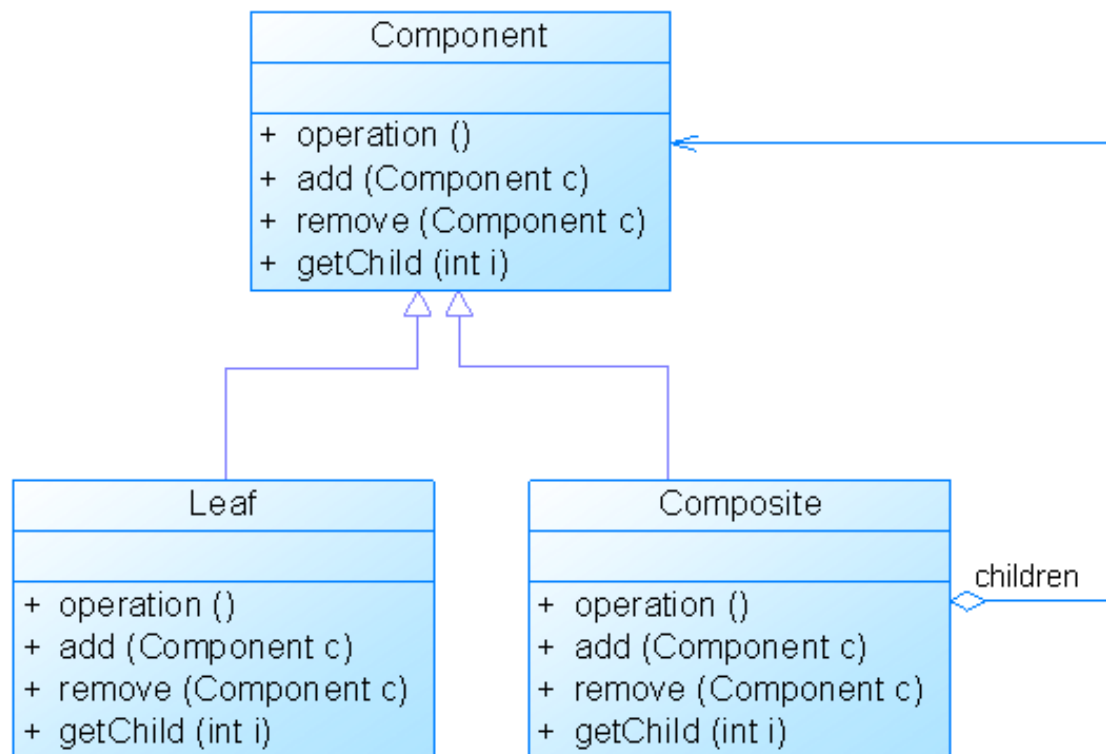 Component
+ operation ()
+ add (Component c)
+ remove (Component c)
+ getChild (int i)
Leaf
+ operation ()
+ add (Component c)
+ remove (Component c)
+ getChild (int i)
Composite
+ operation ()
+ add (Component c)
+ remove (Component c)
+ getChild (int i)
children